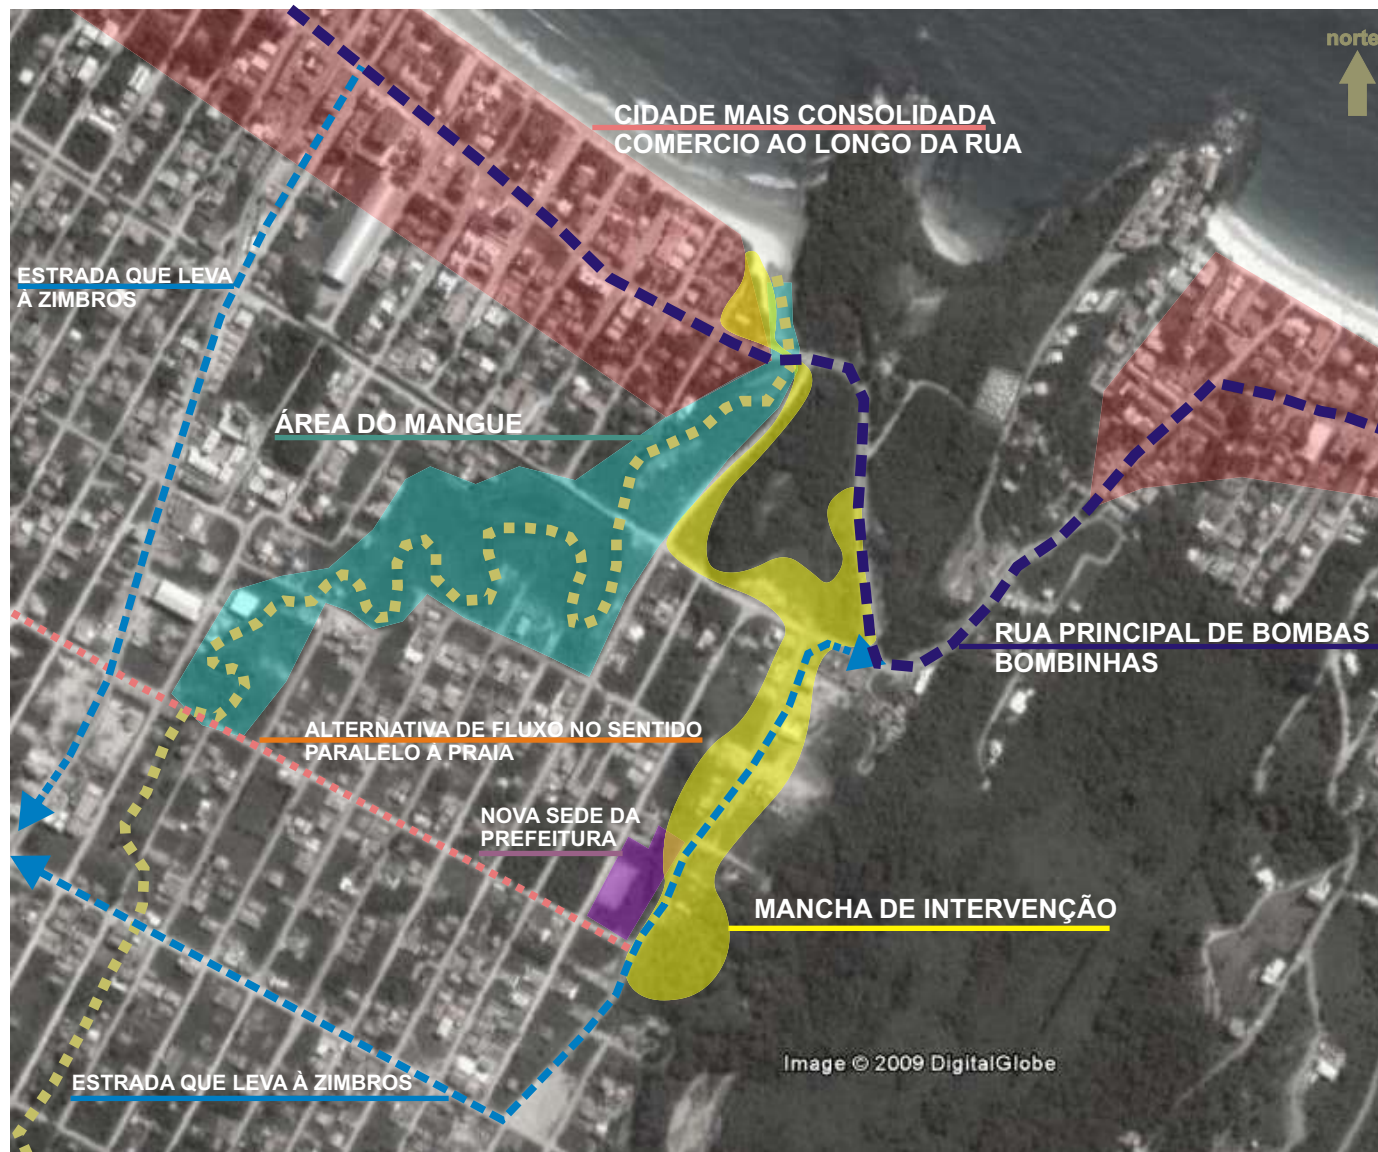 norte
CIDADE MAIS CONSOLIDADA
COMERCIO AO LONGO DA RUA
ESTRADA QUE LEVA
À ZIMBROS
ÁREA DO MANGUE
RUA PRINCIPAL DE BOMBAS
BOMBINHAS
ALTERNATIVA DE FLUXO NO SENTIDO
PARALELO À PRAIA
NOVA SEDE DA
PREFEITURA
MANCHA DE INTERVENÇÃO
Image © 2009 DigitalGlobe
ESTRADA QUE LEVA À ZIMBROS